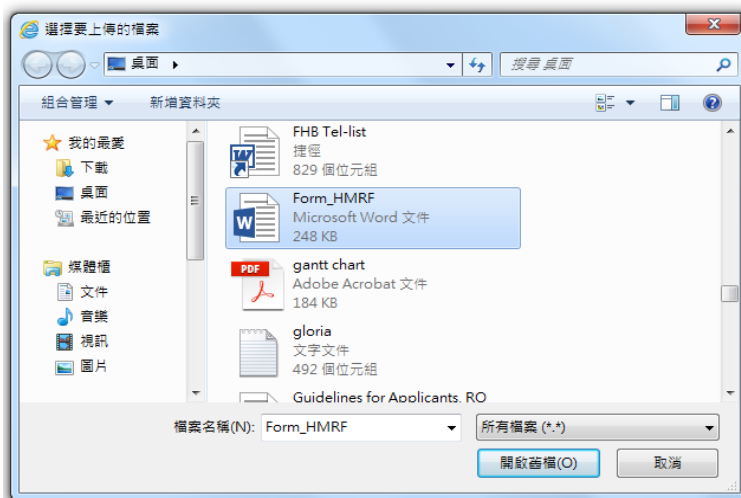 選擇要上傳的檔案
桌面
搜尋 桌面
組合管理
新增資料夾
我的最愛
下載
桌面
最近的位置
媒體櫃
文件
音樂
視訊
圖片
FHB Tel-list
捷徑
829 個位元組
Form_HMRF
Microsoft Word 文件
248 KB
PDF
gantt chart
Adobe Acrobat 文件
184 KB
gloria
文字文件
492 個位元組
Guidelines for Applicants. RO
檔案名稱(N): Form_HMRF
所有檔案 (*.*)
開啟舊檔(O)
取消